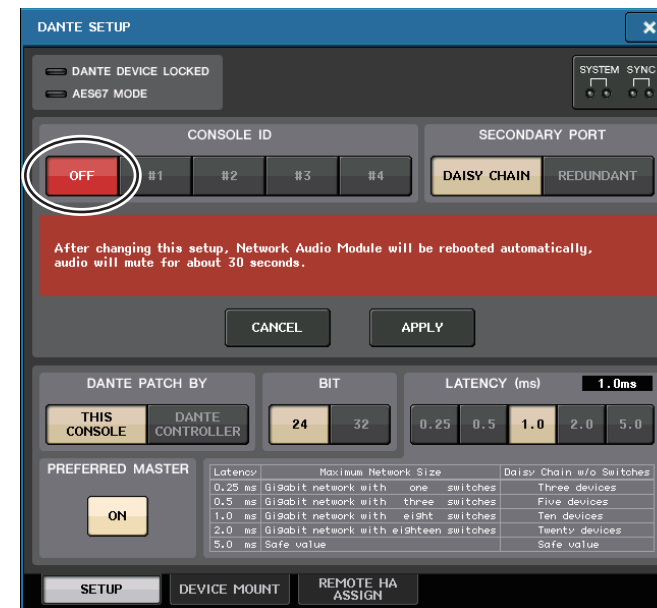 DANTE SETUP
DANTE DEVICE LOCKED
AES67 MODE
SYSTEM SYNC
CONSOLE ID
SECONDARY PORT
OFF #1 #2 #3 #4 DAISY CHAIN REDUNDANT
After changing this setup, Network Audio Module will be rebooted automatically,
audio will mute for about 30 seconds.
CANCEL APPLY
DANTE PATCH BY
BIT
LATENCY (ms) 1.0ms
THIS CONSOLE
DANTE CONTROLLER
24 32
0.25 0.5 1.0 2.0 5.0
PREFERRED MASTER
ON
Latency Maximum Network Size Daisy Chain w/o Switches
0.25 ms Gigabit network with one switches Three devices
0.5 ms Gigabit network with three switches Five devices
1.0 ms Gigabit network with eight switches Ten devices
2.0 ms Gigabit network with eighteen switches Twenty devices
5.0 ms Safe value Safe value
SETUP DEVICE MOUNT REMOTE HA ASSIGN